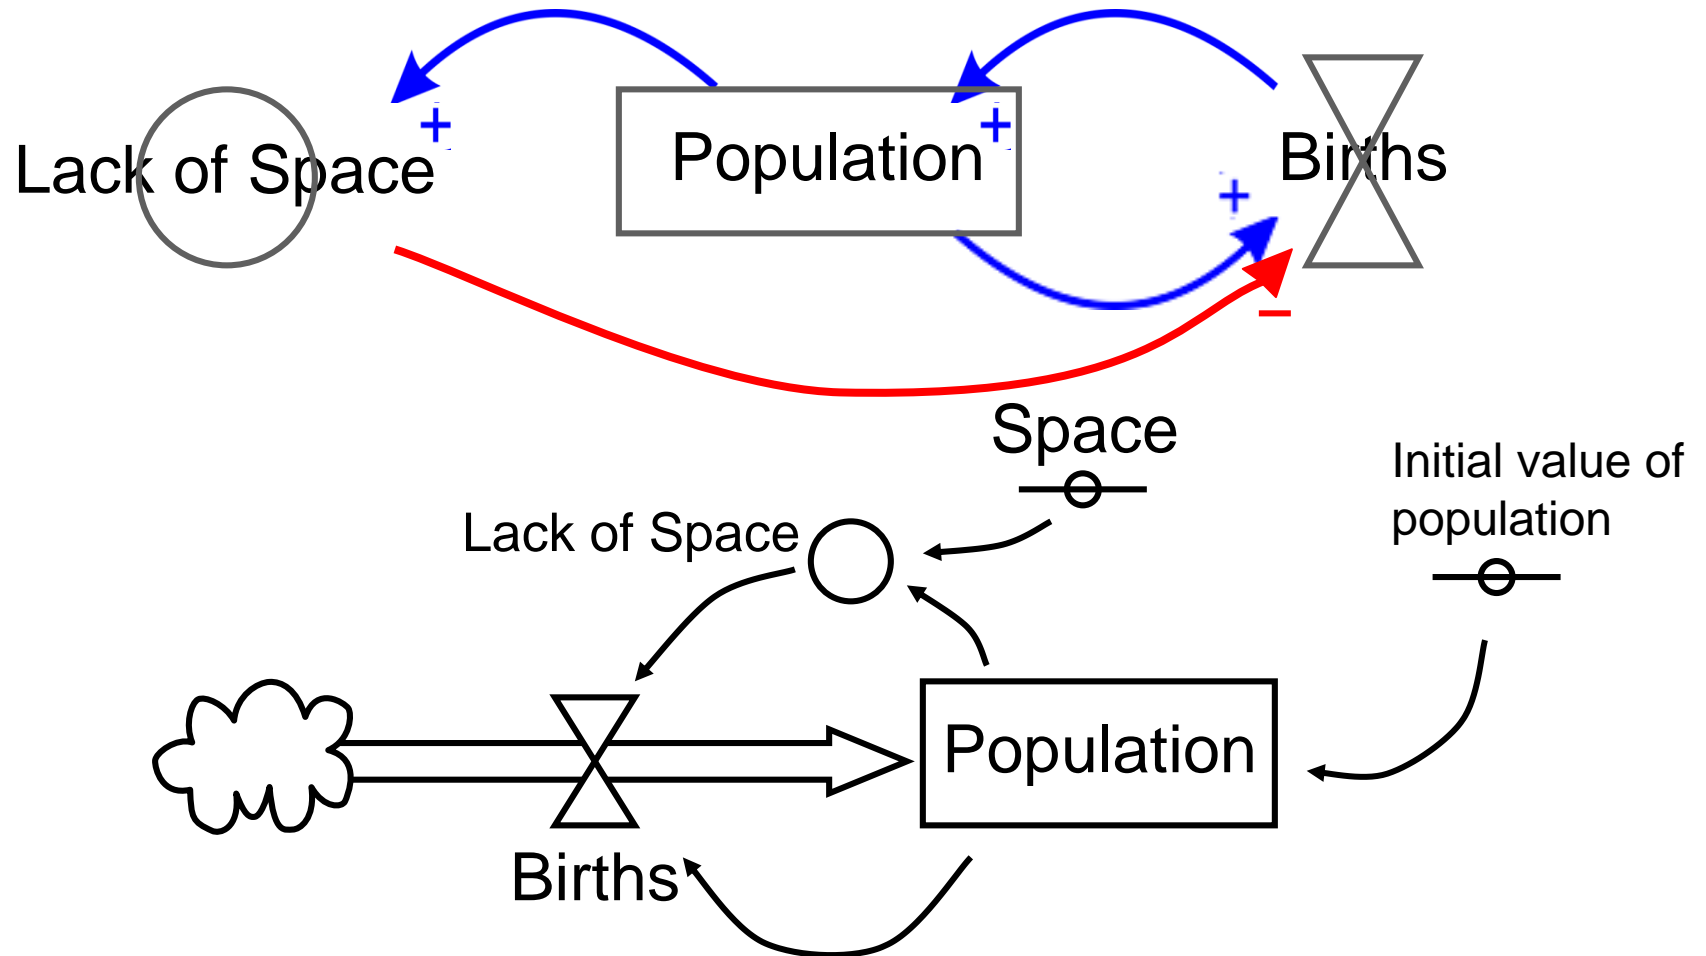 Lack of Space
+
Population
+
Births
+
−
Space
Initial value of
population
Lack of Space
Population
Births